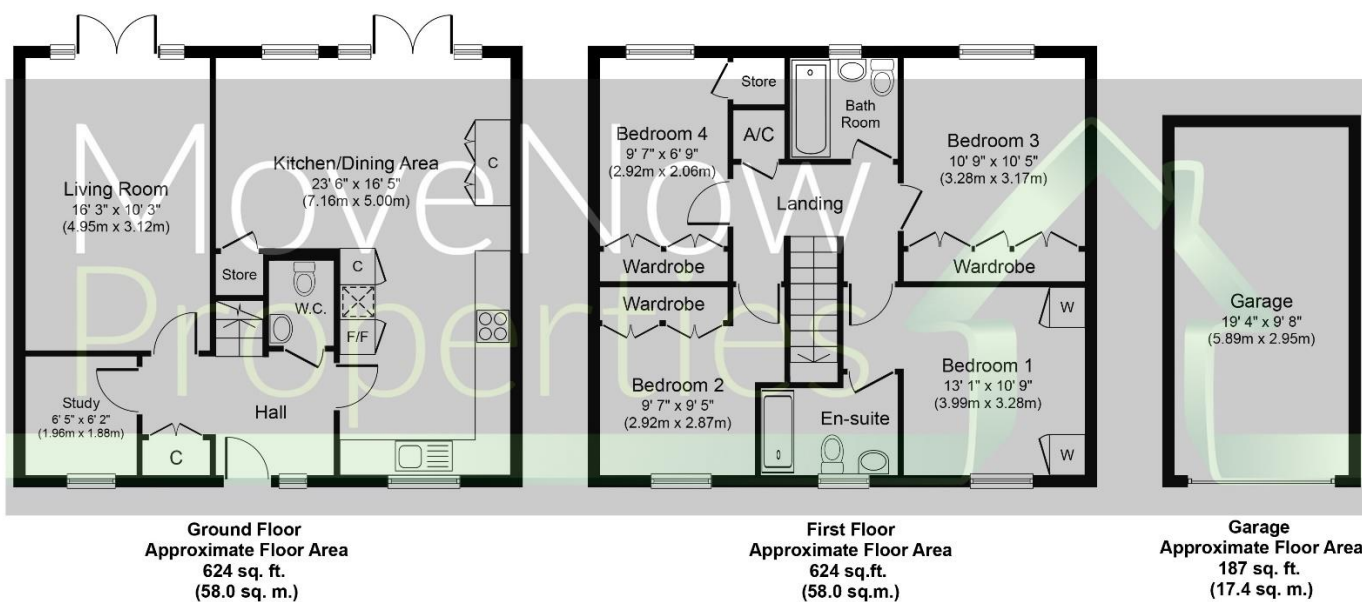 MoveNow
Properties
Living Room
16' 3" x 10' 3"
(4.95m x 3.12m)
Kitchen/Dining Area
23' 6" x 16' 5"
(7.16m x 5.00m)
C
Store
W.C.
C
F/F
Study
6' 5" x 6' 2"
(1.96m x 1.88m)
Hall
C
Ground Floor
Approximate Floor Area
624 sq. ft.
(58.0 sq. m.)
Store
Bath
Room
A/C
Bedroom 4
9' 7" x 6' 9"
(2.92m x 2.06m)
Bedroom 3
10' 9" x 10' 5"
(3.28m x 3.17m)
Landing
Wardrobe
Wardrobe
Wardrobe
W
Bedroom 2
9' 7" x 9' 5"
(2.92m x 2.87m)
En-suite
Bedroom 1
13' 1" x 10' 9"
(3.99m x 3.28m)
W
First Floor
Approximate Floor Area
624 sq.ft.
(58.0 sq.m.)
Garage
19' 4" x 9' 8"
(5.89m x 2.95m)
Garage
Approximate Floor Area
187 sq. ft.
(17.4 sq. m.)